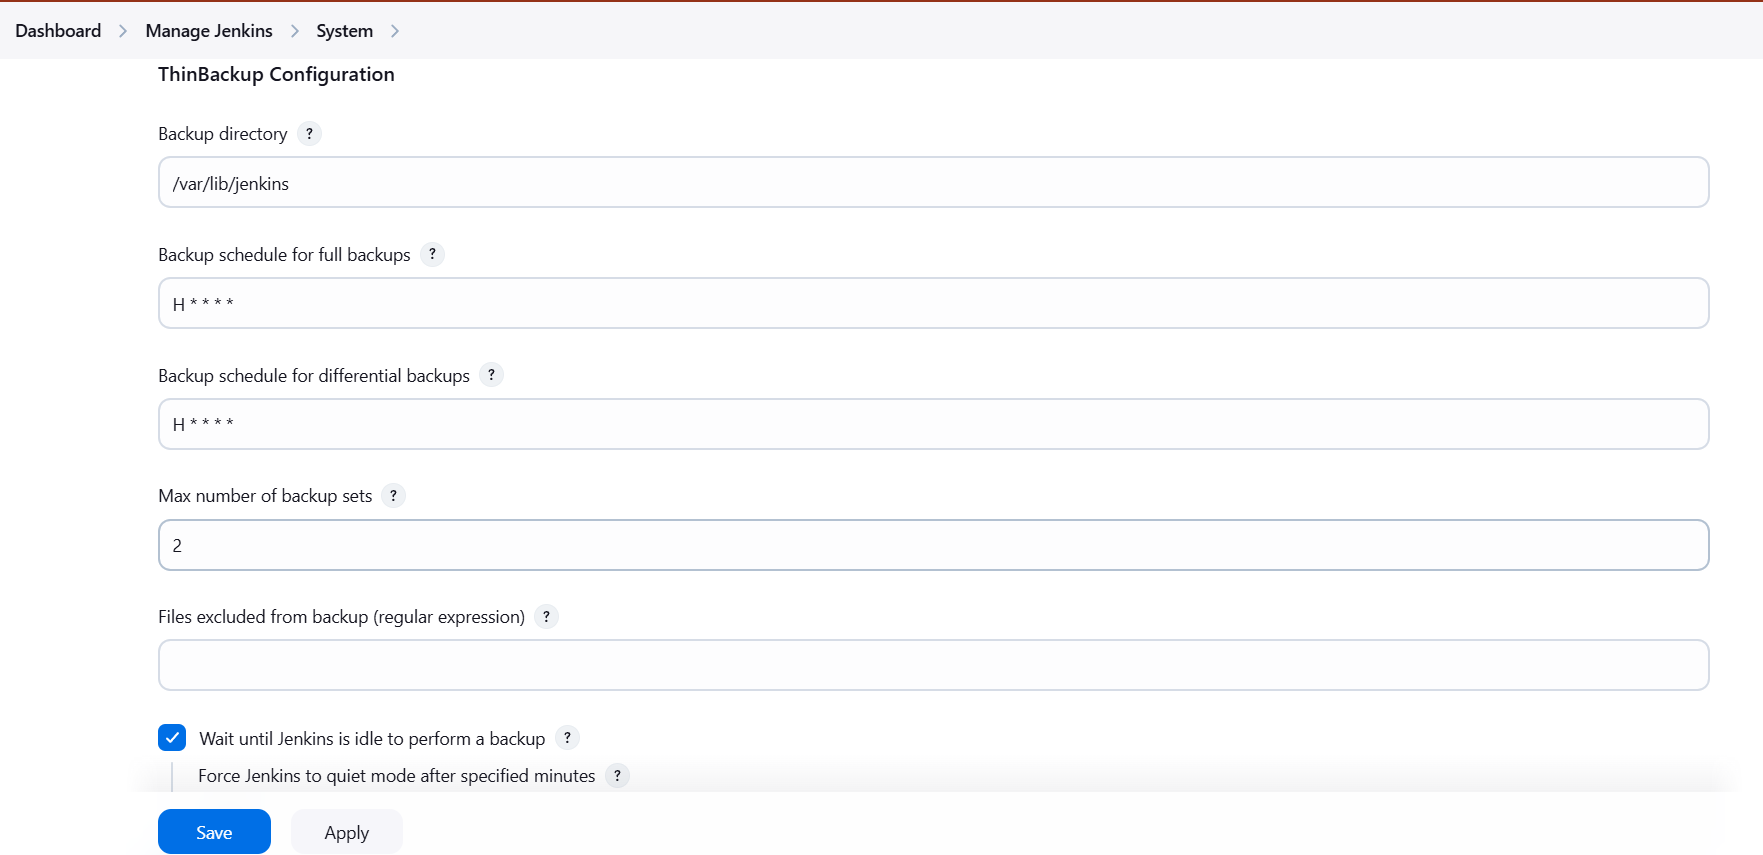 Dashboard > Manage Jenkins > System >
ThinBackup Configuration
Backup directory ?
/var/lib/jenkins
Backup schedule for full backups ?
H * * * *
Backup schedule for differential backups ?
H * * * *
Max number of backup sets ?
2
Files excluded from backup (regular expression) ?
Wait until Jenkins is idle to perform a backup ?
Force Jenkins to quiet mode after specified minutes ?
Save Apply